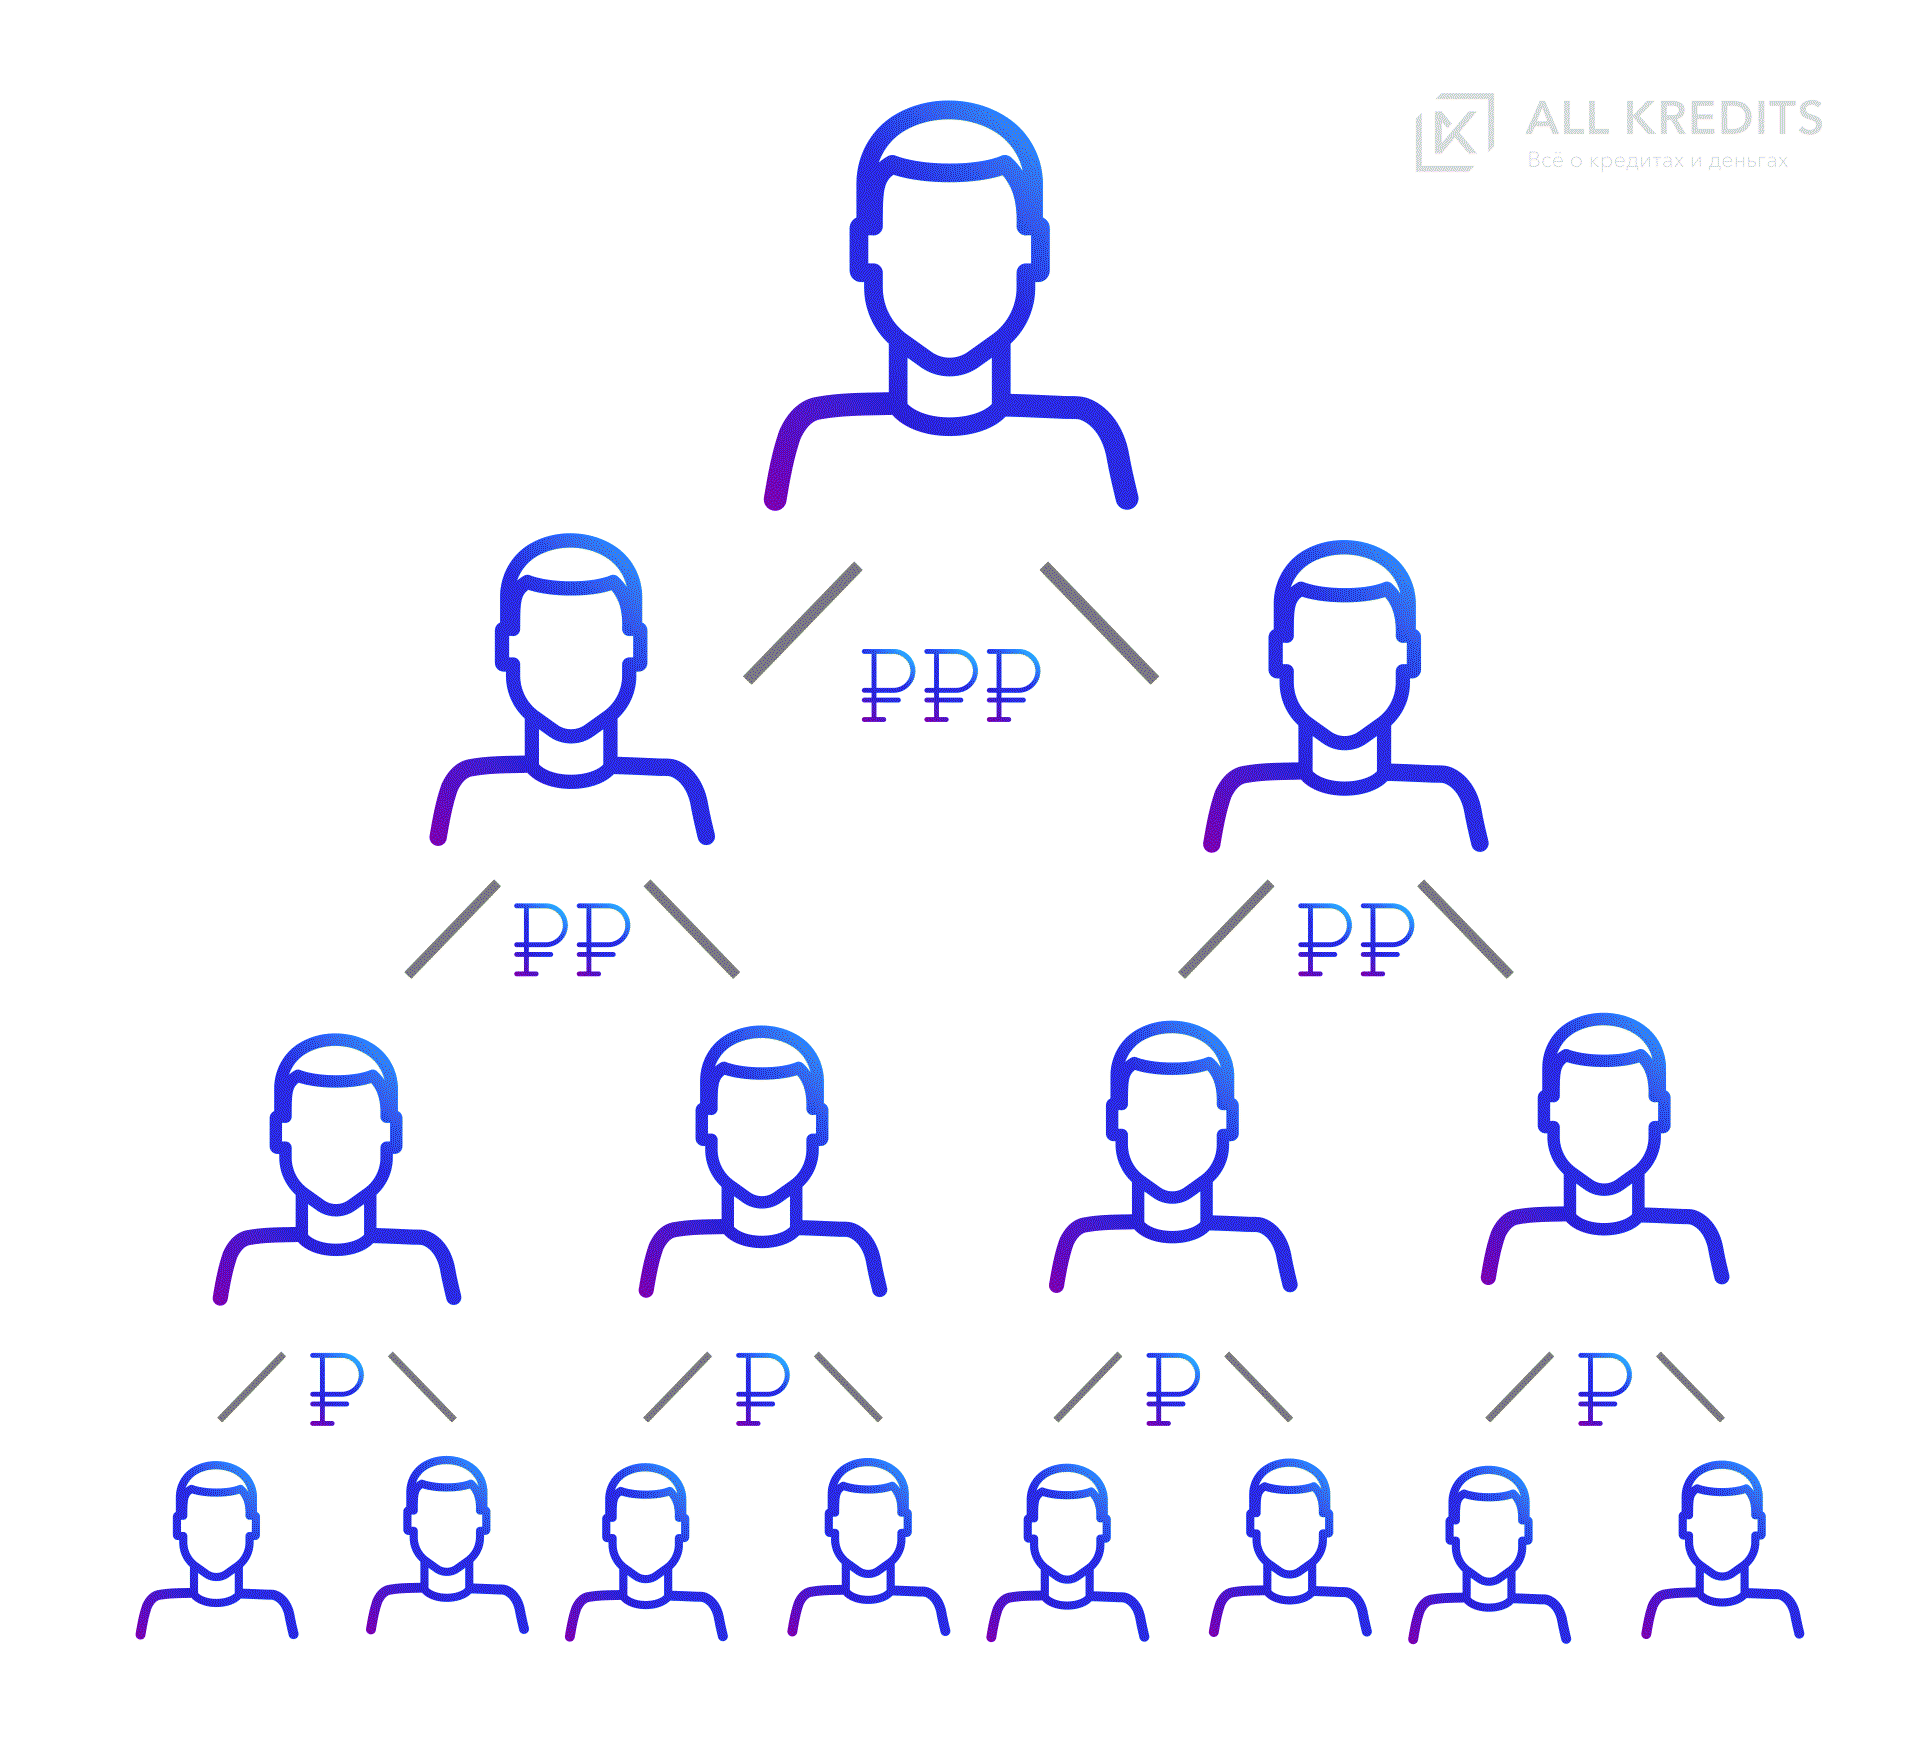 ALL KREDITS
Всё о кредитах и деньгах
₽₽₽
₽₽ ₽₽
₽ ₽ ₽ ₽